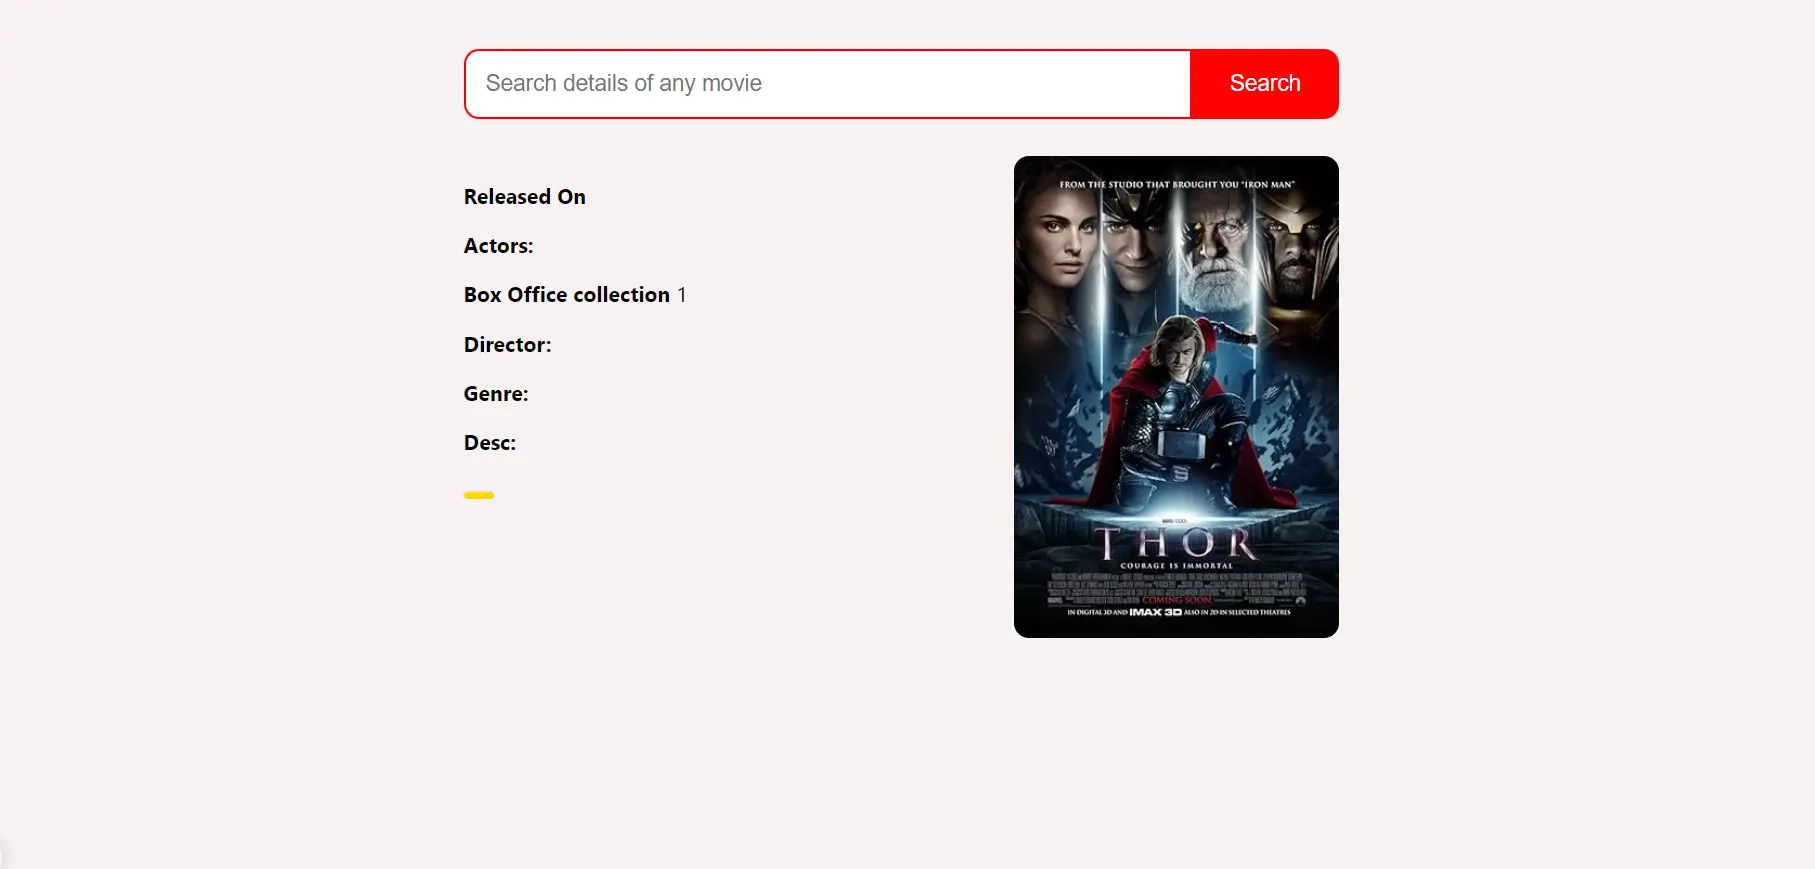 Search details of any movie
Search
Released On
Actors:
Box Office collection 1
Director:
Genre:
Desc:
FROM THE STUDIO THAT BROUGHT YOU "IRON MAN"
THOR
COURAGE IS IMMORTAL
COMING SOON
IN DIGITAL 3D AND IMAX 3D ALSO IN 2D IN SELECTED THEATRES